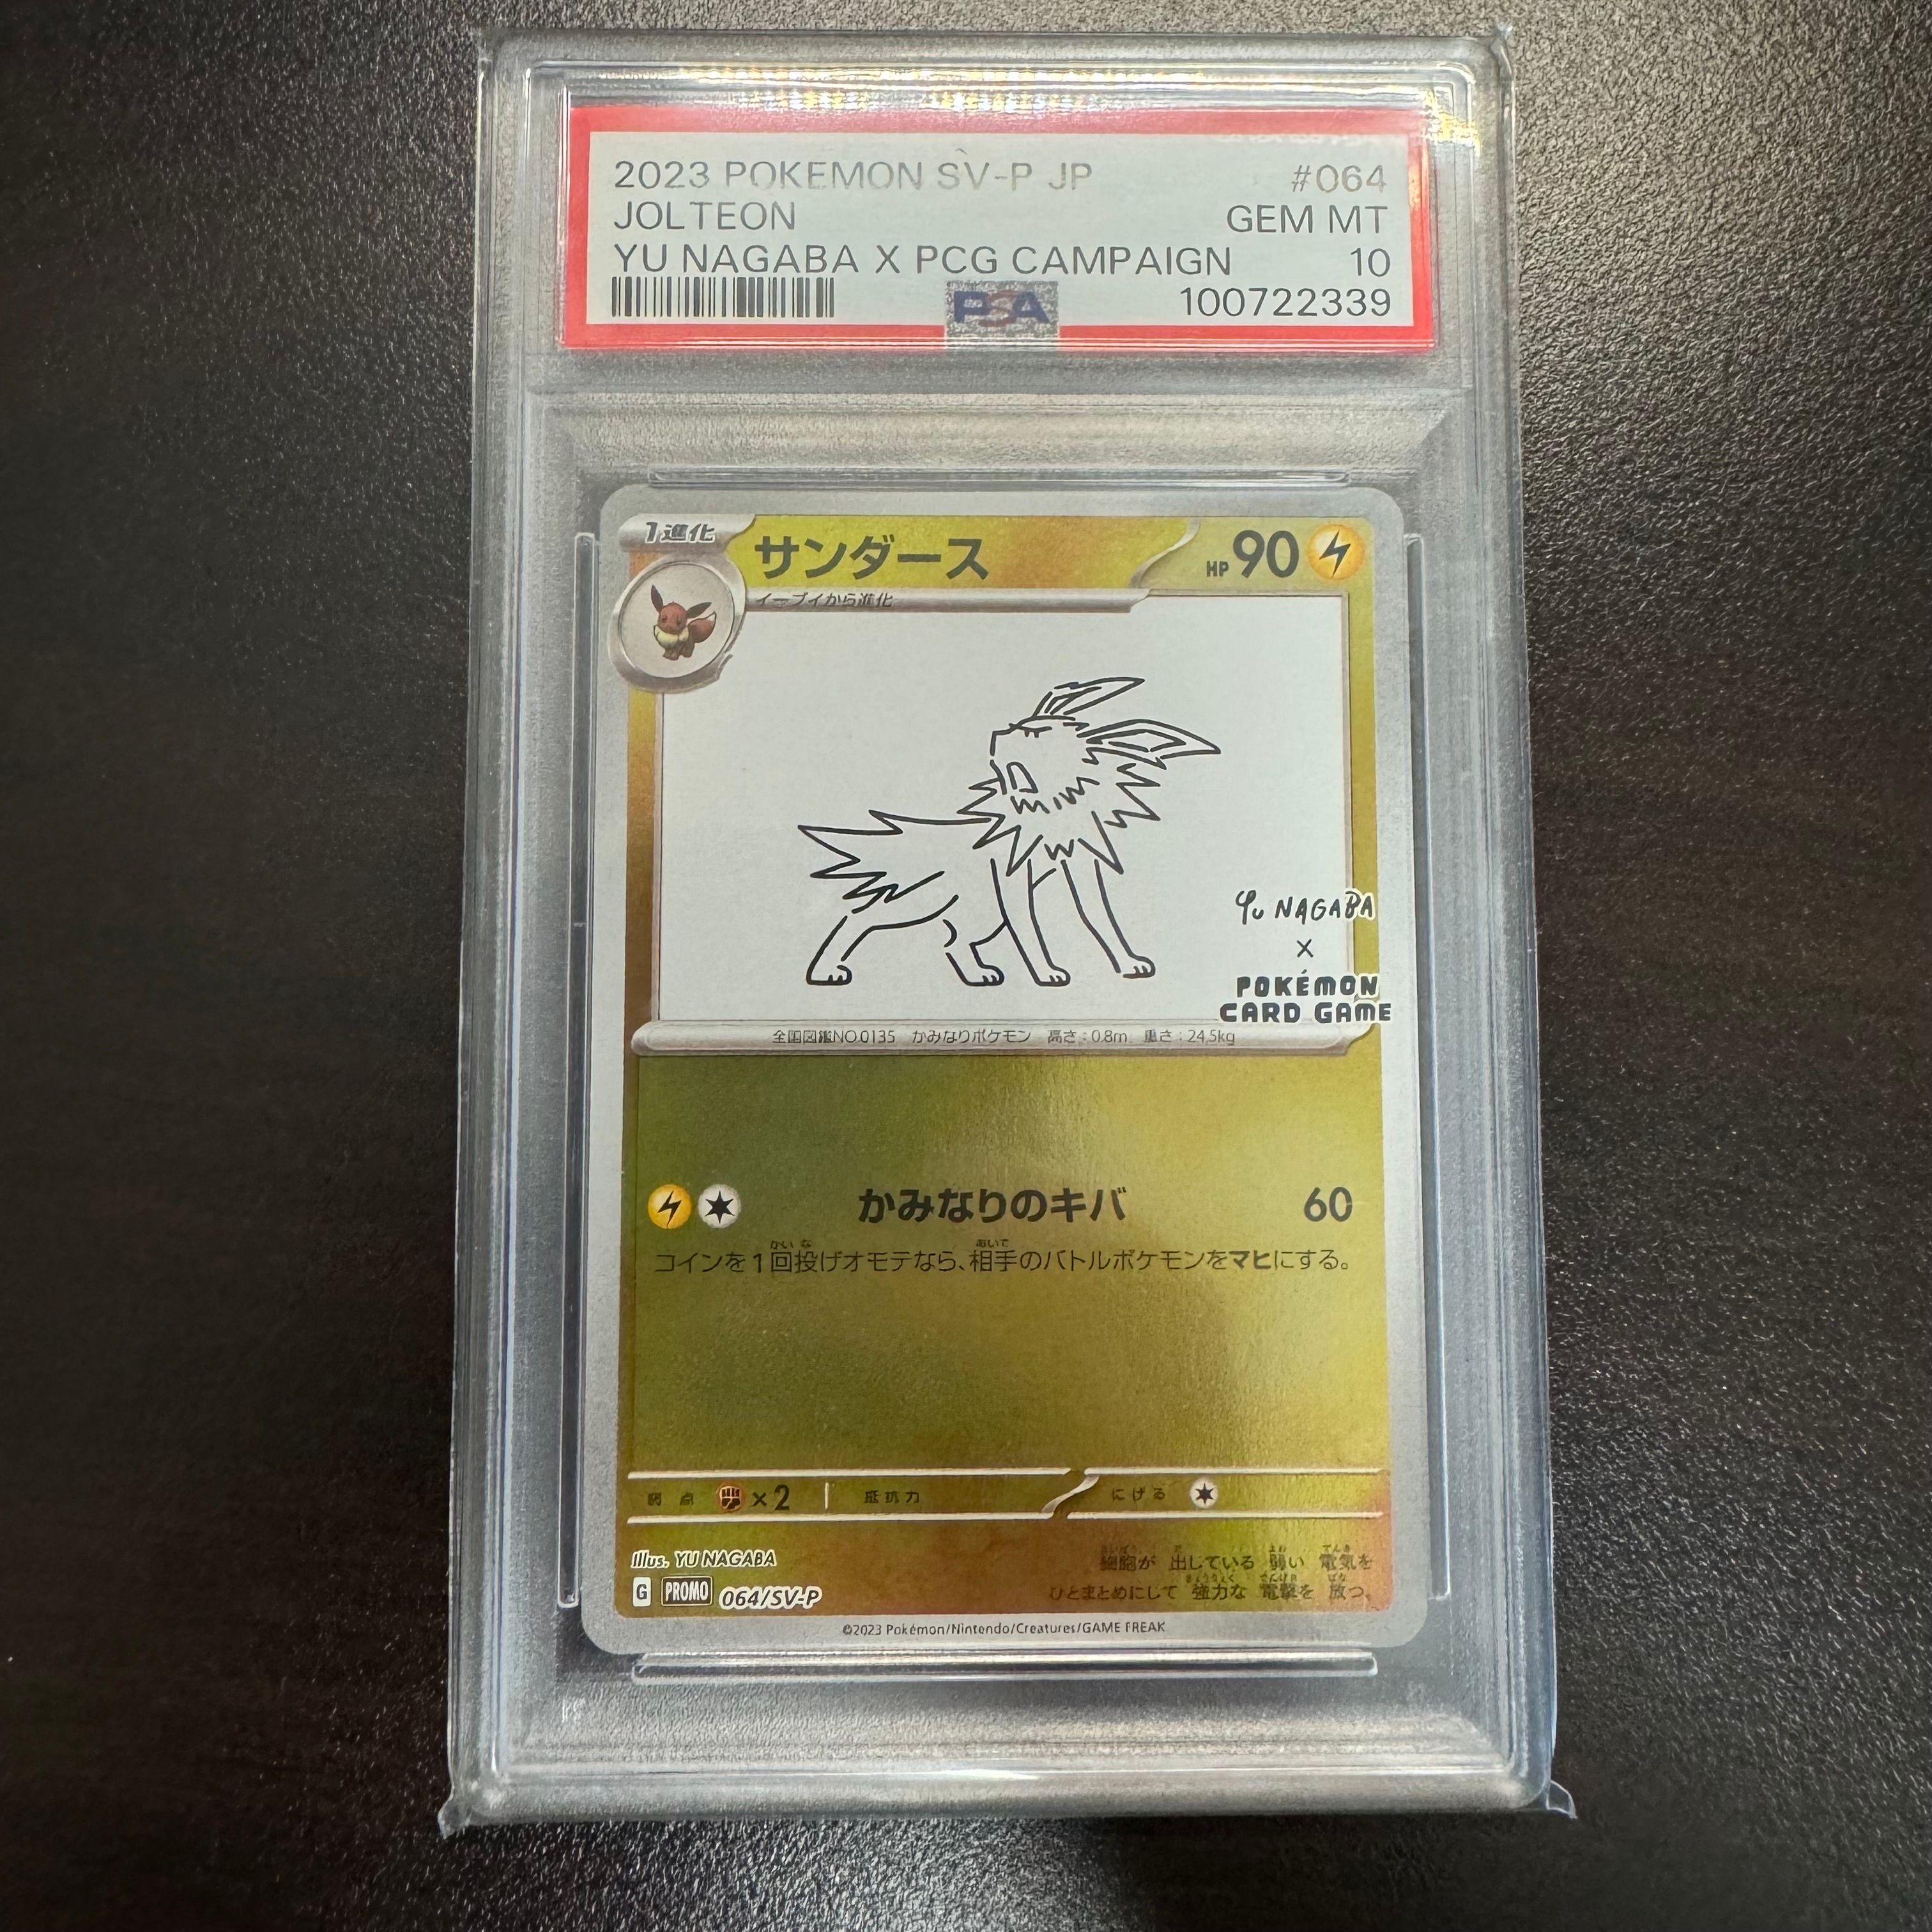 2023 POKEMON SV-P JP #064
JOLTEON GEM MT
YU NAGABA X PCG CAMPAIGN 10
PSA 100722339
1進化
サンダース HP 90
イーブイから進化
YU NAGABA
×
POKÉMON
CARD GAME
全国図鑑NO.0135 かみなりポケモン 高さ:0.8m 重さ:24.5kg
かみなりのキバ 60
コインを1回投げオモテなら、相手のバトルポケモンをマヒにする。
弱点 ×2 抵抗力 にげる
Illus. YU NAGABA
細胞が 出している 弱い 電気を
ひとまとめにして 強力な 電撃を 放つ。
G PROMO 064/SV-P
©2023 Pokémon/Nintendo/Creatures/GAME FREAK